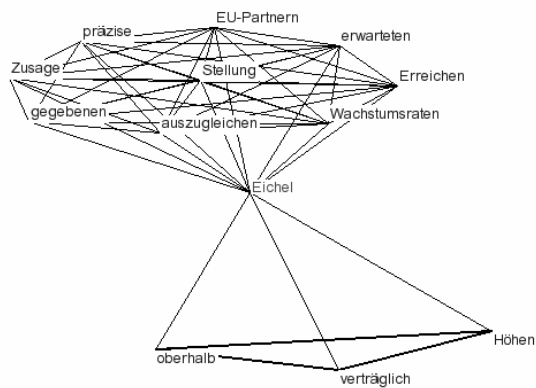 EU-Partnern
präzise
erwarteten
Zusage
Stellung
Erreichen
gegebenen
auszugleichen
Wachstumsraten
Eichel
Höhen
oberhalb
verträglich